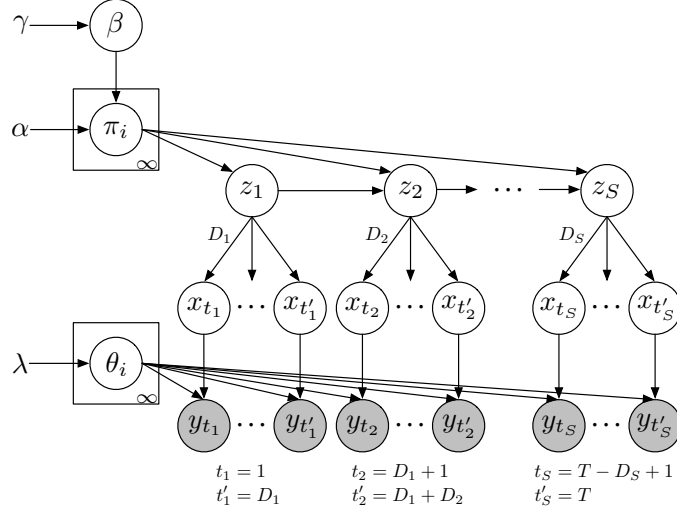 γ β
α π_i
∞
z_1 z_2 ⋯ z_S
D_1 D_2 D_S
x_{t_1} ⋯ x_{t'_1} x_{t_2} ⋯ x_{t'_2} x_{t_S} ⋯ x_{t'_S}
λ θ_i
∞
y_{t_1} ⋯ y_{t'_1} y_{t_2} ⋯ y_{t'_2} y_{t_S} ⋯ y_{t'_S}
t_1 = 1 t_2 = D_1 + 1 t_S = T − D_S + 1
t'_1 = D_1 t'_2 = D_1 + D_2 t'_S = T